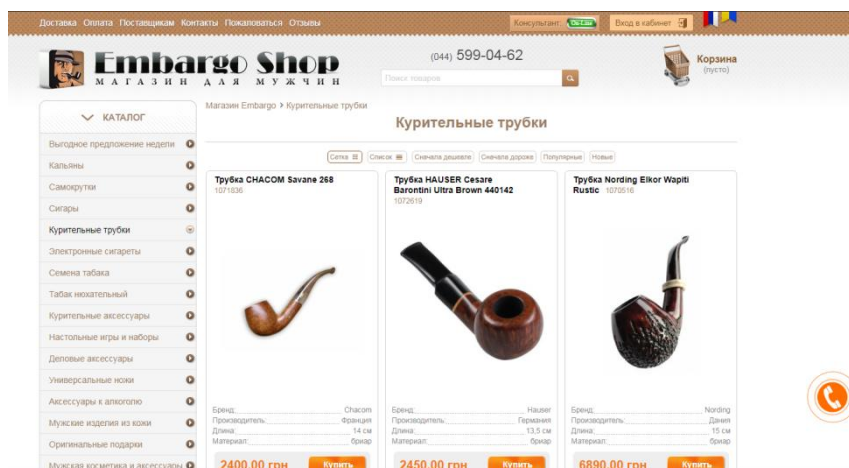 Доставка Оплата Поставщикам Контакты Пожаловаться Отзывы
Консультант On-Line
Вход в кабинет
Embargo Shop
МАГАЗИН ДЛЯ МУЖЧИН
(044) 599-04-62
Поиск товаров
Корзина
(пусто)
КАТАЛОГ
Выгодное предложение недели
Кальяны
Самокрутки
Сигары
Курительные трубки
Электронные сигареты
Семена табака
Табак нюхательный
Курительные аксессуары
Настольные игры и наборы
Деловые аксессуары
Универсальные ножи
Аксессуары к алкоголю
Мужские изделия из кожи
Оригинальные подарки
Мужская косметика и аксессуары
Магазин Embargo > Курительные трубки
Курительные трубки
Сетка Список Сначала дешевле Сначала дороже Популярные Новые
Трубка CHACOM Savane 268
1071836
Бренд: Chacom
Производитель: Франция
Длина: 14 см
Материал: бриар
2400.00 грн Купить
Трубка HAUSER Cesare
Barontini Ultra Brown 440142
1072619
Бренд: Hauser
Производитель: Германия
Длина: 13,5 см
Материал: бриар
2450.00 грн Купить
Трубка Nording Elkor Wapiti
Rustic 1070516
Бренд: Nording
Производитель: Дания
Длина: 15 см
Материал: бриар
6890.00 грн Купить